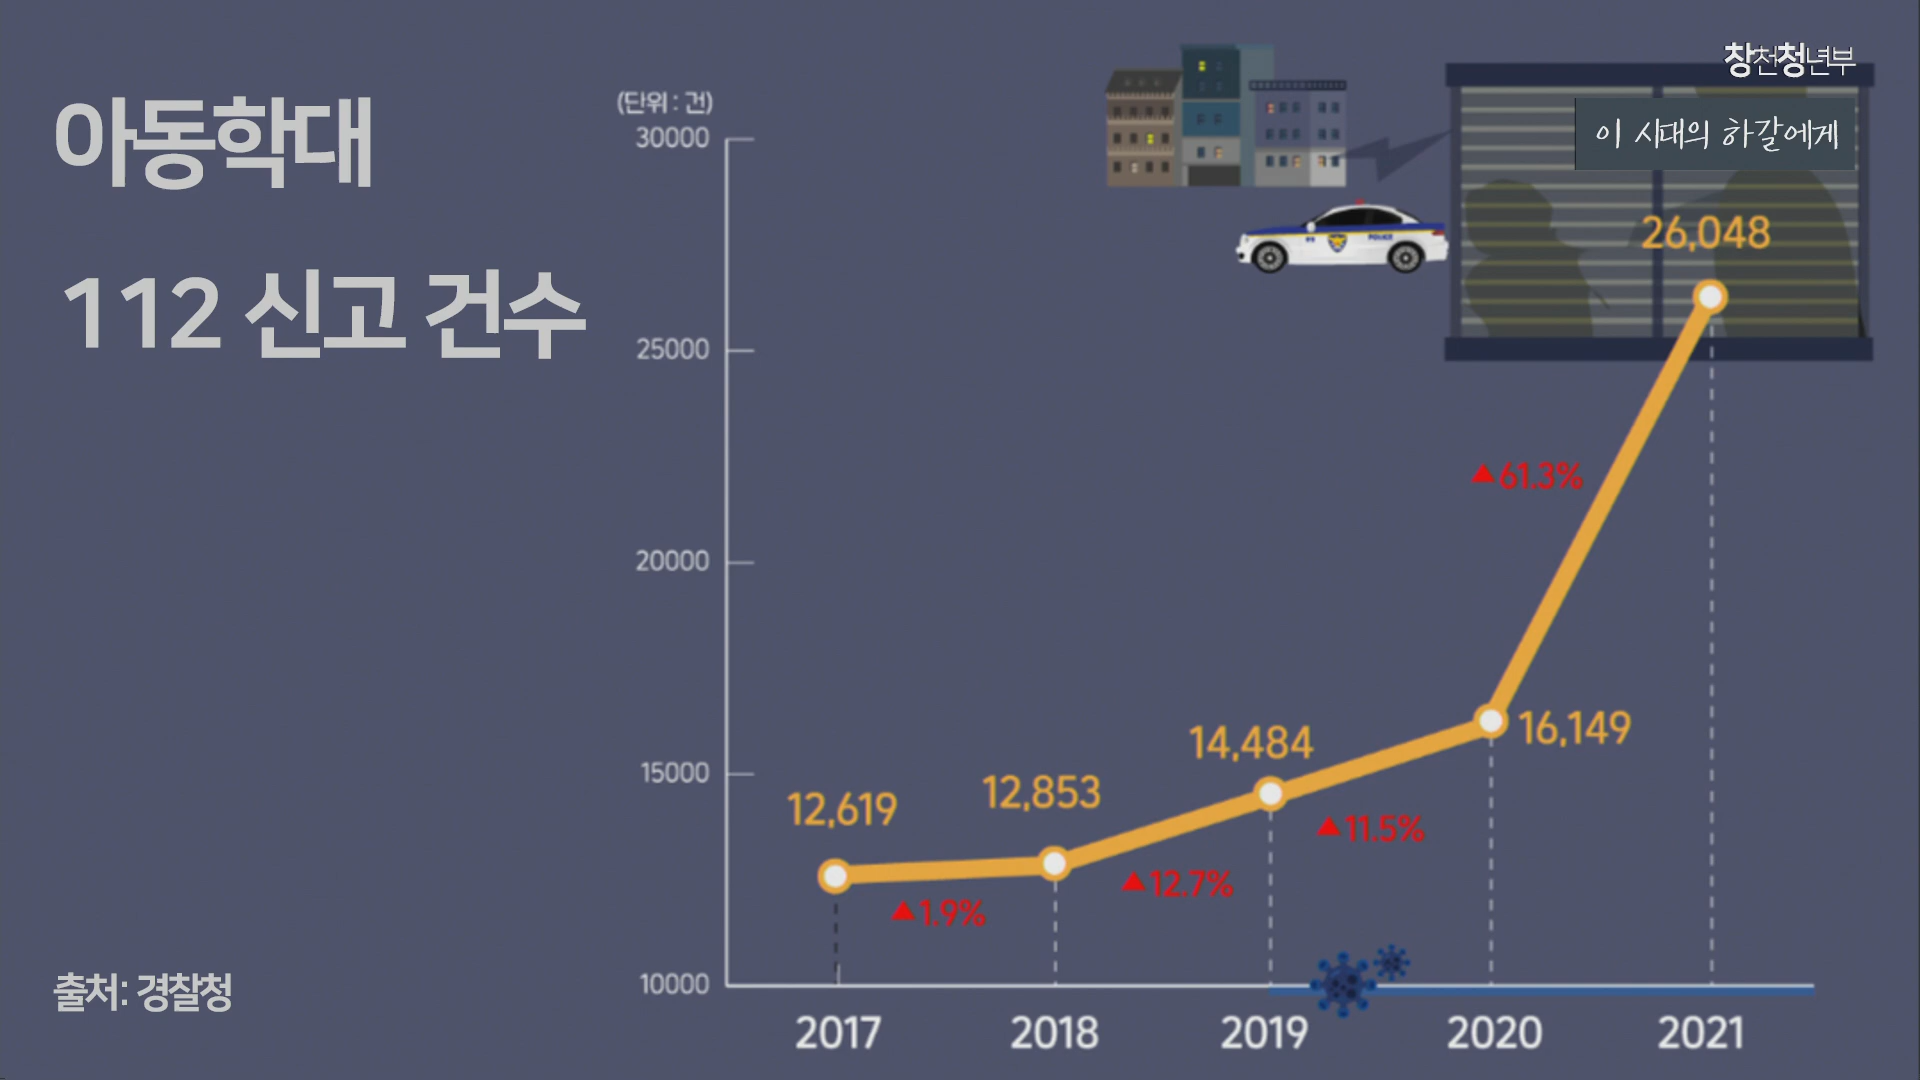 아동학대
112 신고 건수
출처: 경찰청
(단위 : 건)
30000
25000
20000
15000
10000
2017
2018
2019
2020
2021
12,619
12,853
14,484
16,149
26,048
▲1.9%
▲12.7%
▲11.5%
▲61.3%
POLICE
창천청년부
이 시대의 하갈에게